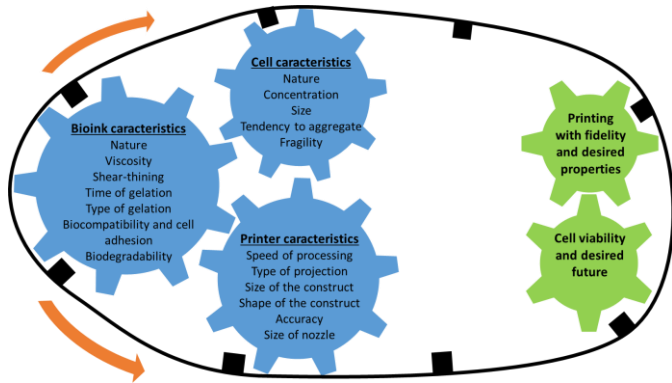 Cell caracteristics
Nature
Concentration
Size
Tendency to aggregate
Fragility
Bioink caracteristics
Nature
Viscosity
Shear-thining
Time of gelation
Type of gelation
Biocompatibility and cell
adhesion
Biodegradability
Printer caracteristics
Speed of processing
Type of projection
Size of the construct
Shape of the construct
Accuracy
Size of nozzle
Printing
with fidelity
and desired
properties
Cell viability
and desired
future